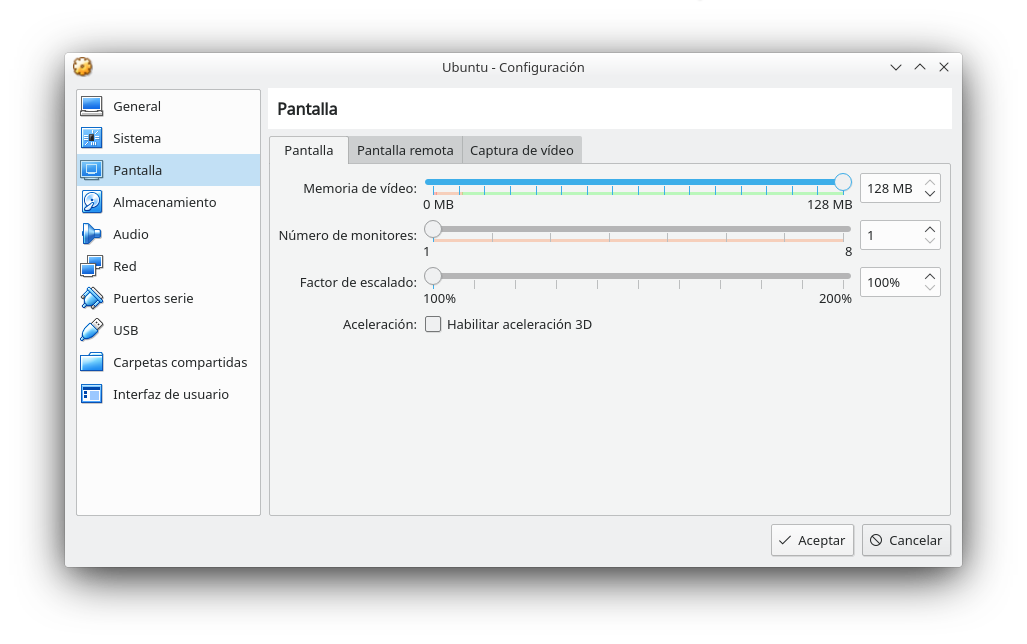 Ubuntu - Configuración
General
Sistema
Pantalla
Almacenamiento
Audio
Red
Puertos serie
USB
Carpetas compartidas
Interfaz de usuario
Pantalla
Pantalla Pantalla remota Captura de vídeo
Memoria de vídeo: 128 MB
0 MB 128 MB
Número de monitores: 1
1 8
Factor de escalado: 100%
100% 200%
Aceleración: Habilitar aceleración 3D
Aceptar Cancelar